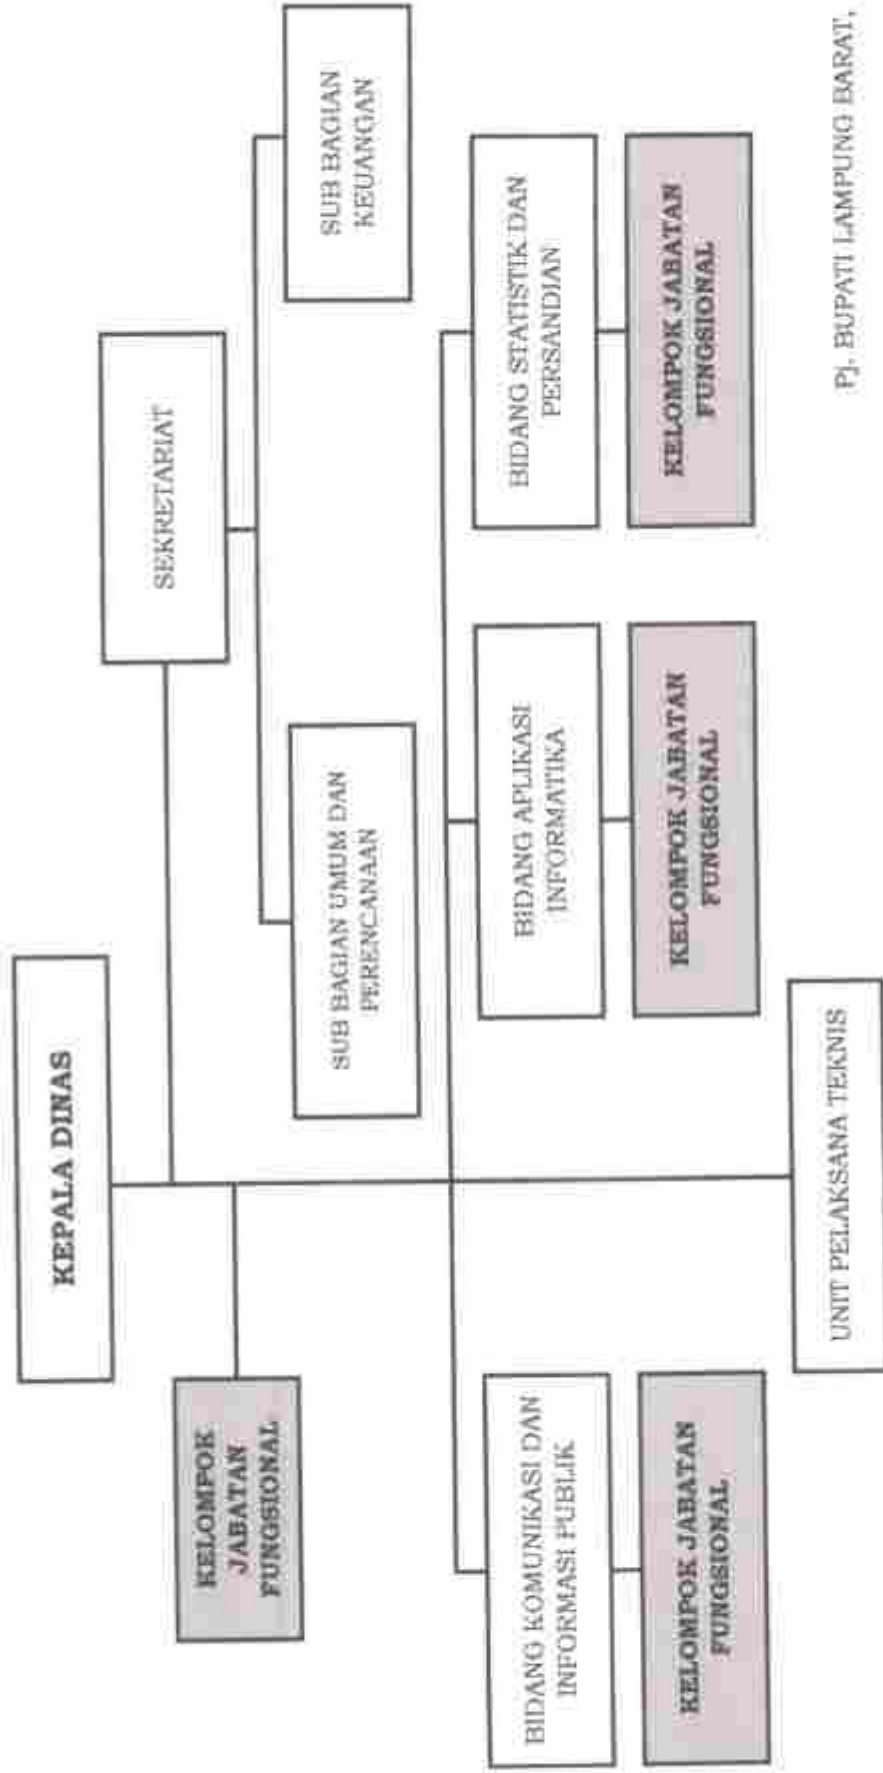 KEPALA DINAS
KELOMPOK
JABATAN
FUNGSIONAL
SEKRETARIAT
SUB BAGIAN UMUM DAN
PERENCANAAN
SUB BAGIAN
KEUANGAN
BIDANG KOMUNIKASI DAN
INFORMASI PUBLIK
BIDANG APLIKASI
INFORMATIKA
BIDANG STATISTIK DAN
PERSANDIAN
KELOMPOK JABATAN
FUNGSIONAL
KELOMPOK JABATAN
FUNGSIONAL
KELOMPOK JABATAN
FUNGSIONAL
UNIT PELAKSANA TEKNIS
Pj. BUPATI LAMPUNG BARAT,